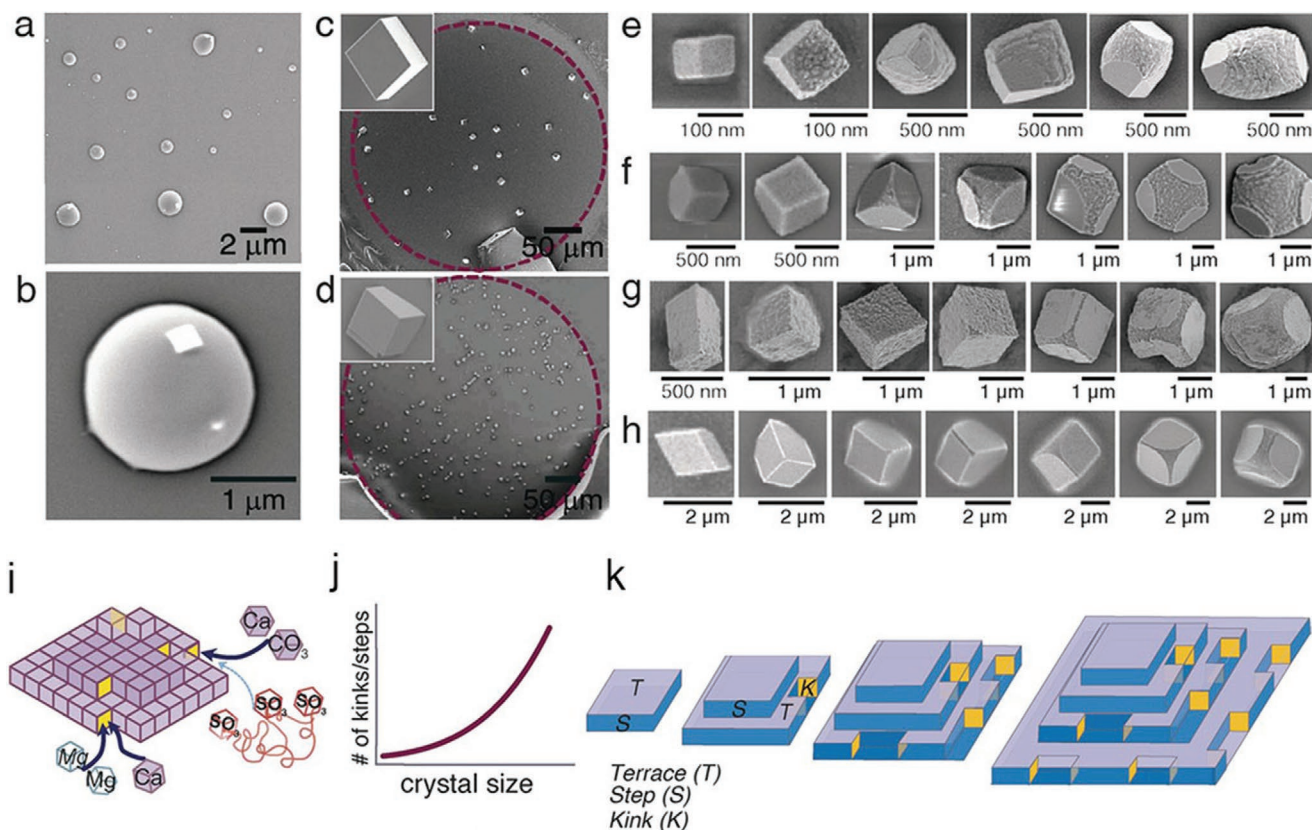 a
2 µm
b
1 µm
c
50 µm
d
50 µm
e
100 nm
100 nm
500 nm
500 nm
500 nm
500 nm
f
500 nm
500 nm
1 µm
1 µm
1 µm
1 µm
1 µm
g
500 nm
1 µm
1 µm
1 µm
1 µm
1 µm
1 µm
h
2 µm
2 µm
2 µm
2 µm
2 µm
2 µm
2 µm
i
Ca
CO3
SO3
SO3
SO3
Mg
Mg
Ca
j
# of kinks/steps
crystal size
k
T
S
K
S
T
Terrace (T)
Step (S)
Kink (K)